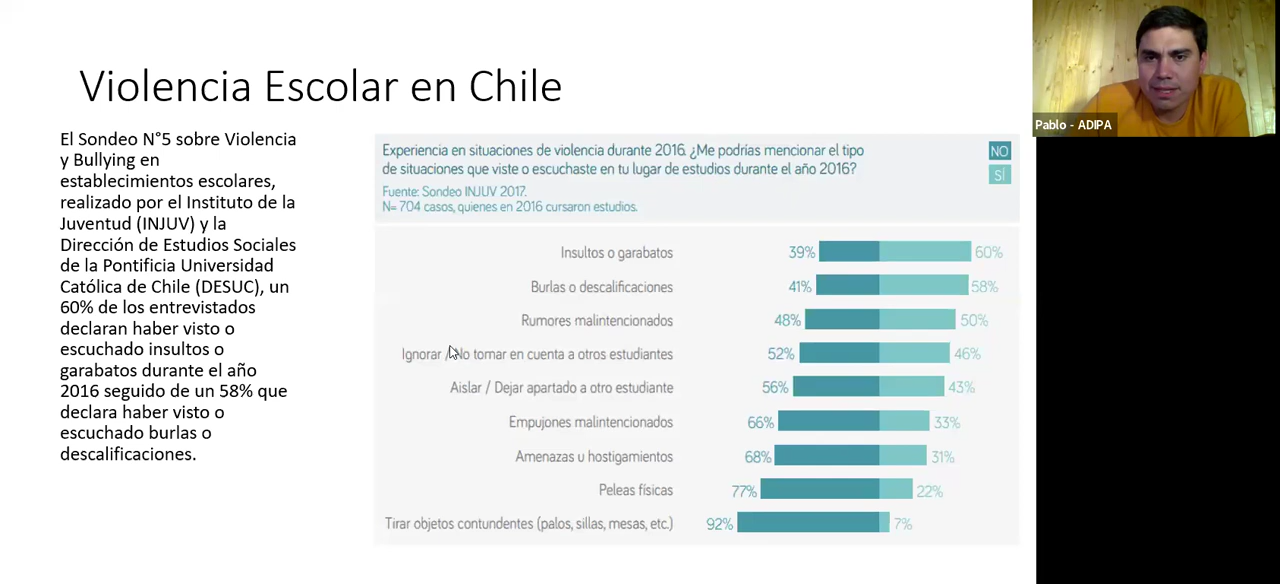 Violencia Escolar en Chile
El Sondeo N°5 sobre Violencia
y Bullying en
establecimientos escolares,
realizado por el Instituto de la
Juventud (INJUV) y la
Dirección de Estudios Sociales
de la Pontificia Universidad
Católica de Chile (DESUC), un
60% de los entrevistados
declaran haber visto o
escuchado insultos o
garabatos durante el año
2016 seguido de un 58% que
declara haber visto o
escuchado burlas o
descalificaciones.
Experiencia en situaciones de violencia durante 2016. ¿Me podrías mencionar el tipo
de situaciones que viste o escuchaste en tu lugar de estudios durante el año 2016?
Fuente: Sondeo INJUV 2017.
N= 704 casos, quienes en 2016 cursaron estudios.
NO
SÍ
Insultos o garabatos 39% 60%
Burlas o descalificaciones 41% 58%
Rumores malintencionados 48% 50%
Ignorar / No tomar en cuenta a otros estudiantes 52% 46%
Aislar / Dejar apartado a otro estudiante 56% 43%
Empujones malintencionados 66% 33%
Amenazas u hostigamientos 68% 31%
Peleas físicas 77% 22%
Tirar objetos contundentes (palos, sillas, mesas, etc.) 92% 7%
Pablo - ADIPA